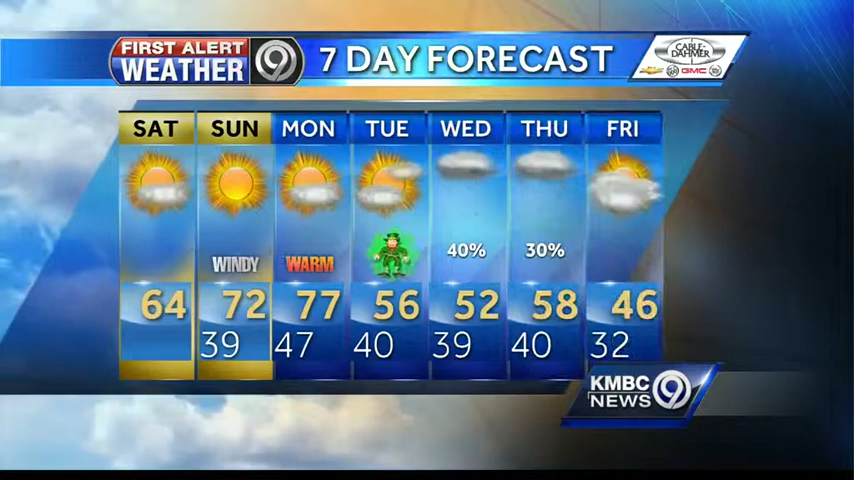 FIRST ALERT
WEATHER 9
7 DAY FORECAST
CABLE-
DAHMER
GMC
SAT SUN MON TUE WED THU FRI
WINDY WARM 40% 30%
64 72 77 56 52 58 46
39 47 40 39 40 32
KMBC 9
NEWS